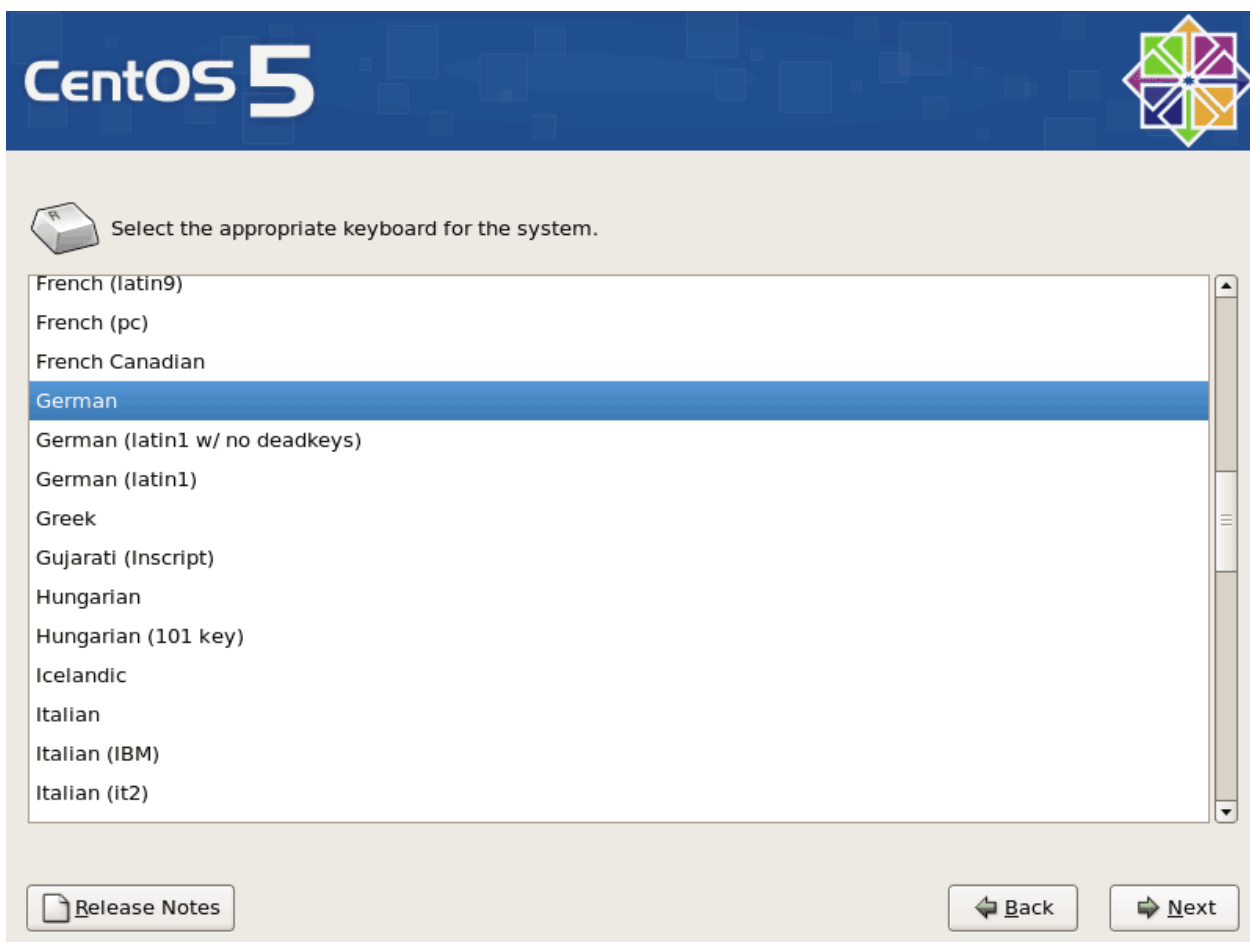 CentOS 5
R
Select the appropriate keyboard for the system.
French (latin9)
French (pc)
French Canadian
German
German (latin1 w/ no deadkeys)
German (latin1)
Greek
Gujarati (Inscript)
Hungarian
Hungarian (101 key)
Icelandic
Italian
Italian (IBM)
Italian (it2)
Release Notes
Back
Next